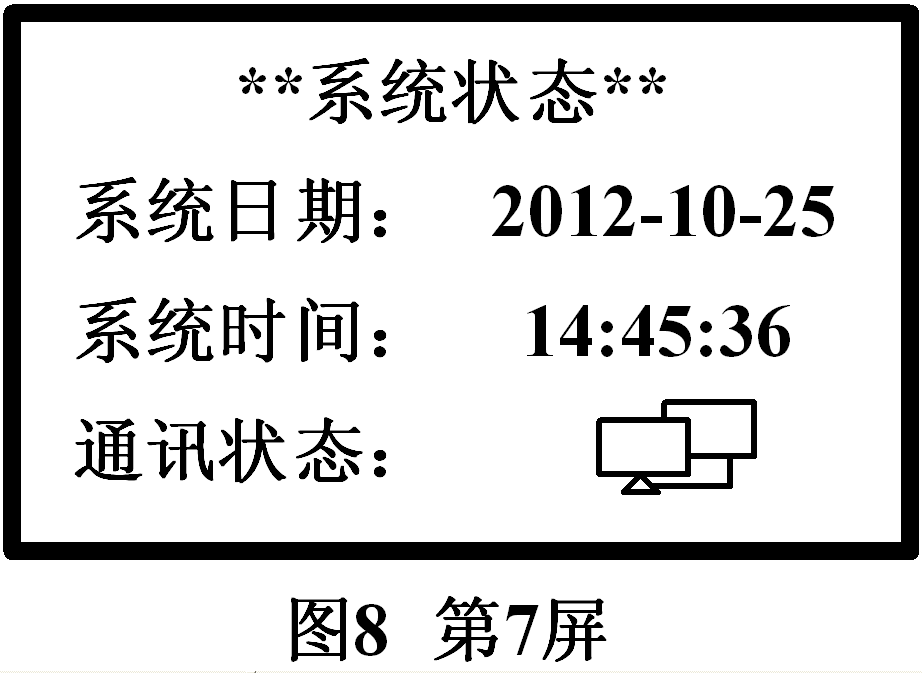 **系统状态**
系统日期： 2012-10-25
系统时间： 14:45:36
通讯状态：
图8 第7屏